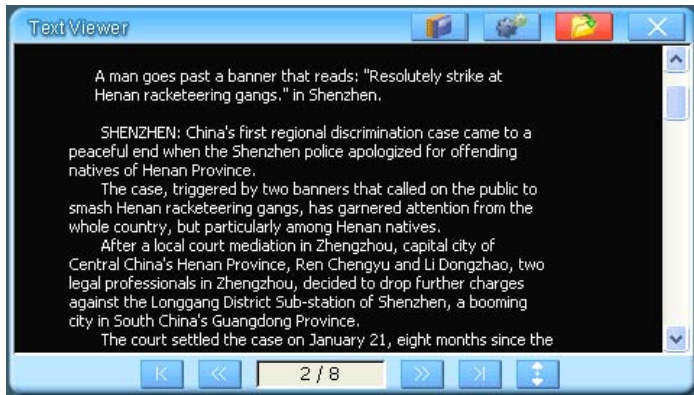 Text Viewer
A man goes past a banner that reads: "Resolutely strike at
Henan racketeering gangs." in Shenzhen.
SHENZHEN: China's first regional discrimination case came to a
peaceful end when the Shenzhen police apologized for offending
natives of Henan Province.
The case, triggered by two banners that called on the public to
smash Henan racketeering gangs, has garnered attention from the
whole country, but particularly among Henan natives.
After a local court mediation in Zhengzhou, capital city of
Central China's Henan Province, Ren Chengyu and Li Dongzhao, two
legal professionals in Zhengzhou, decided to drop further charges
against the Longgang District Sub-station of Shenzhen, a booming
city in South China's Guangdong Province.
The court settled the case on January 21, eight months since the
2 / 8